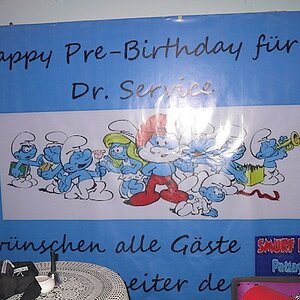 appy Pre-Birthday für
Dr. Service
wünschen alle Gäste
SMURF
eiter de